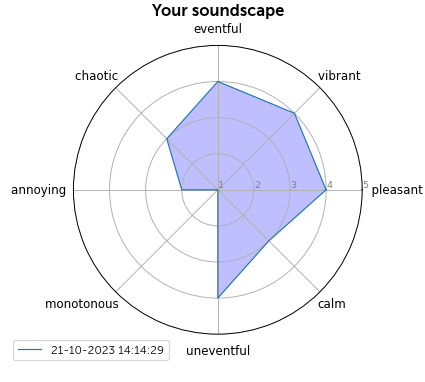 Your soundscape
eventful
chaotic
vibrant
annoying
1 2 3 4 5
pleasant
monotonous
calm
uneventful
21-10-2023 14:14:29